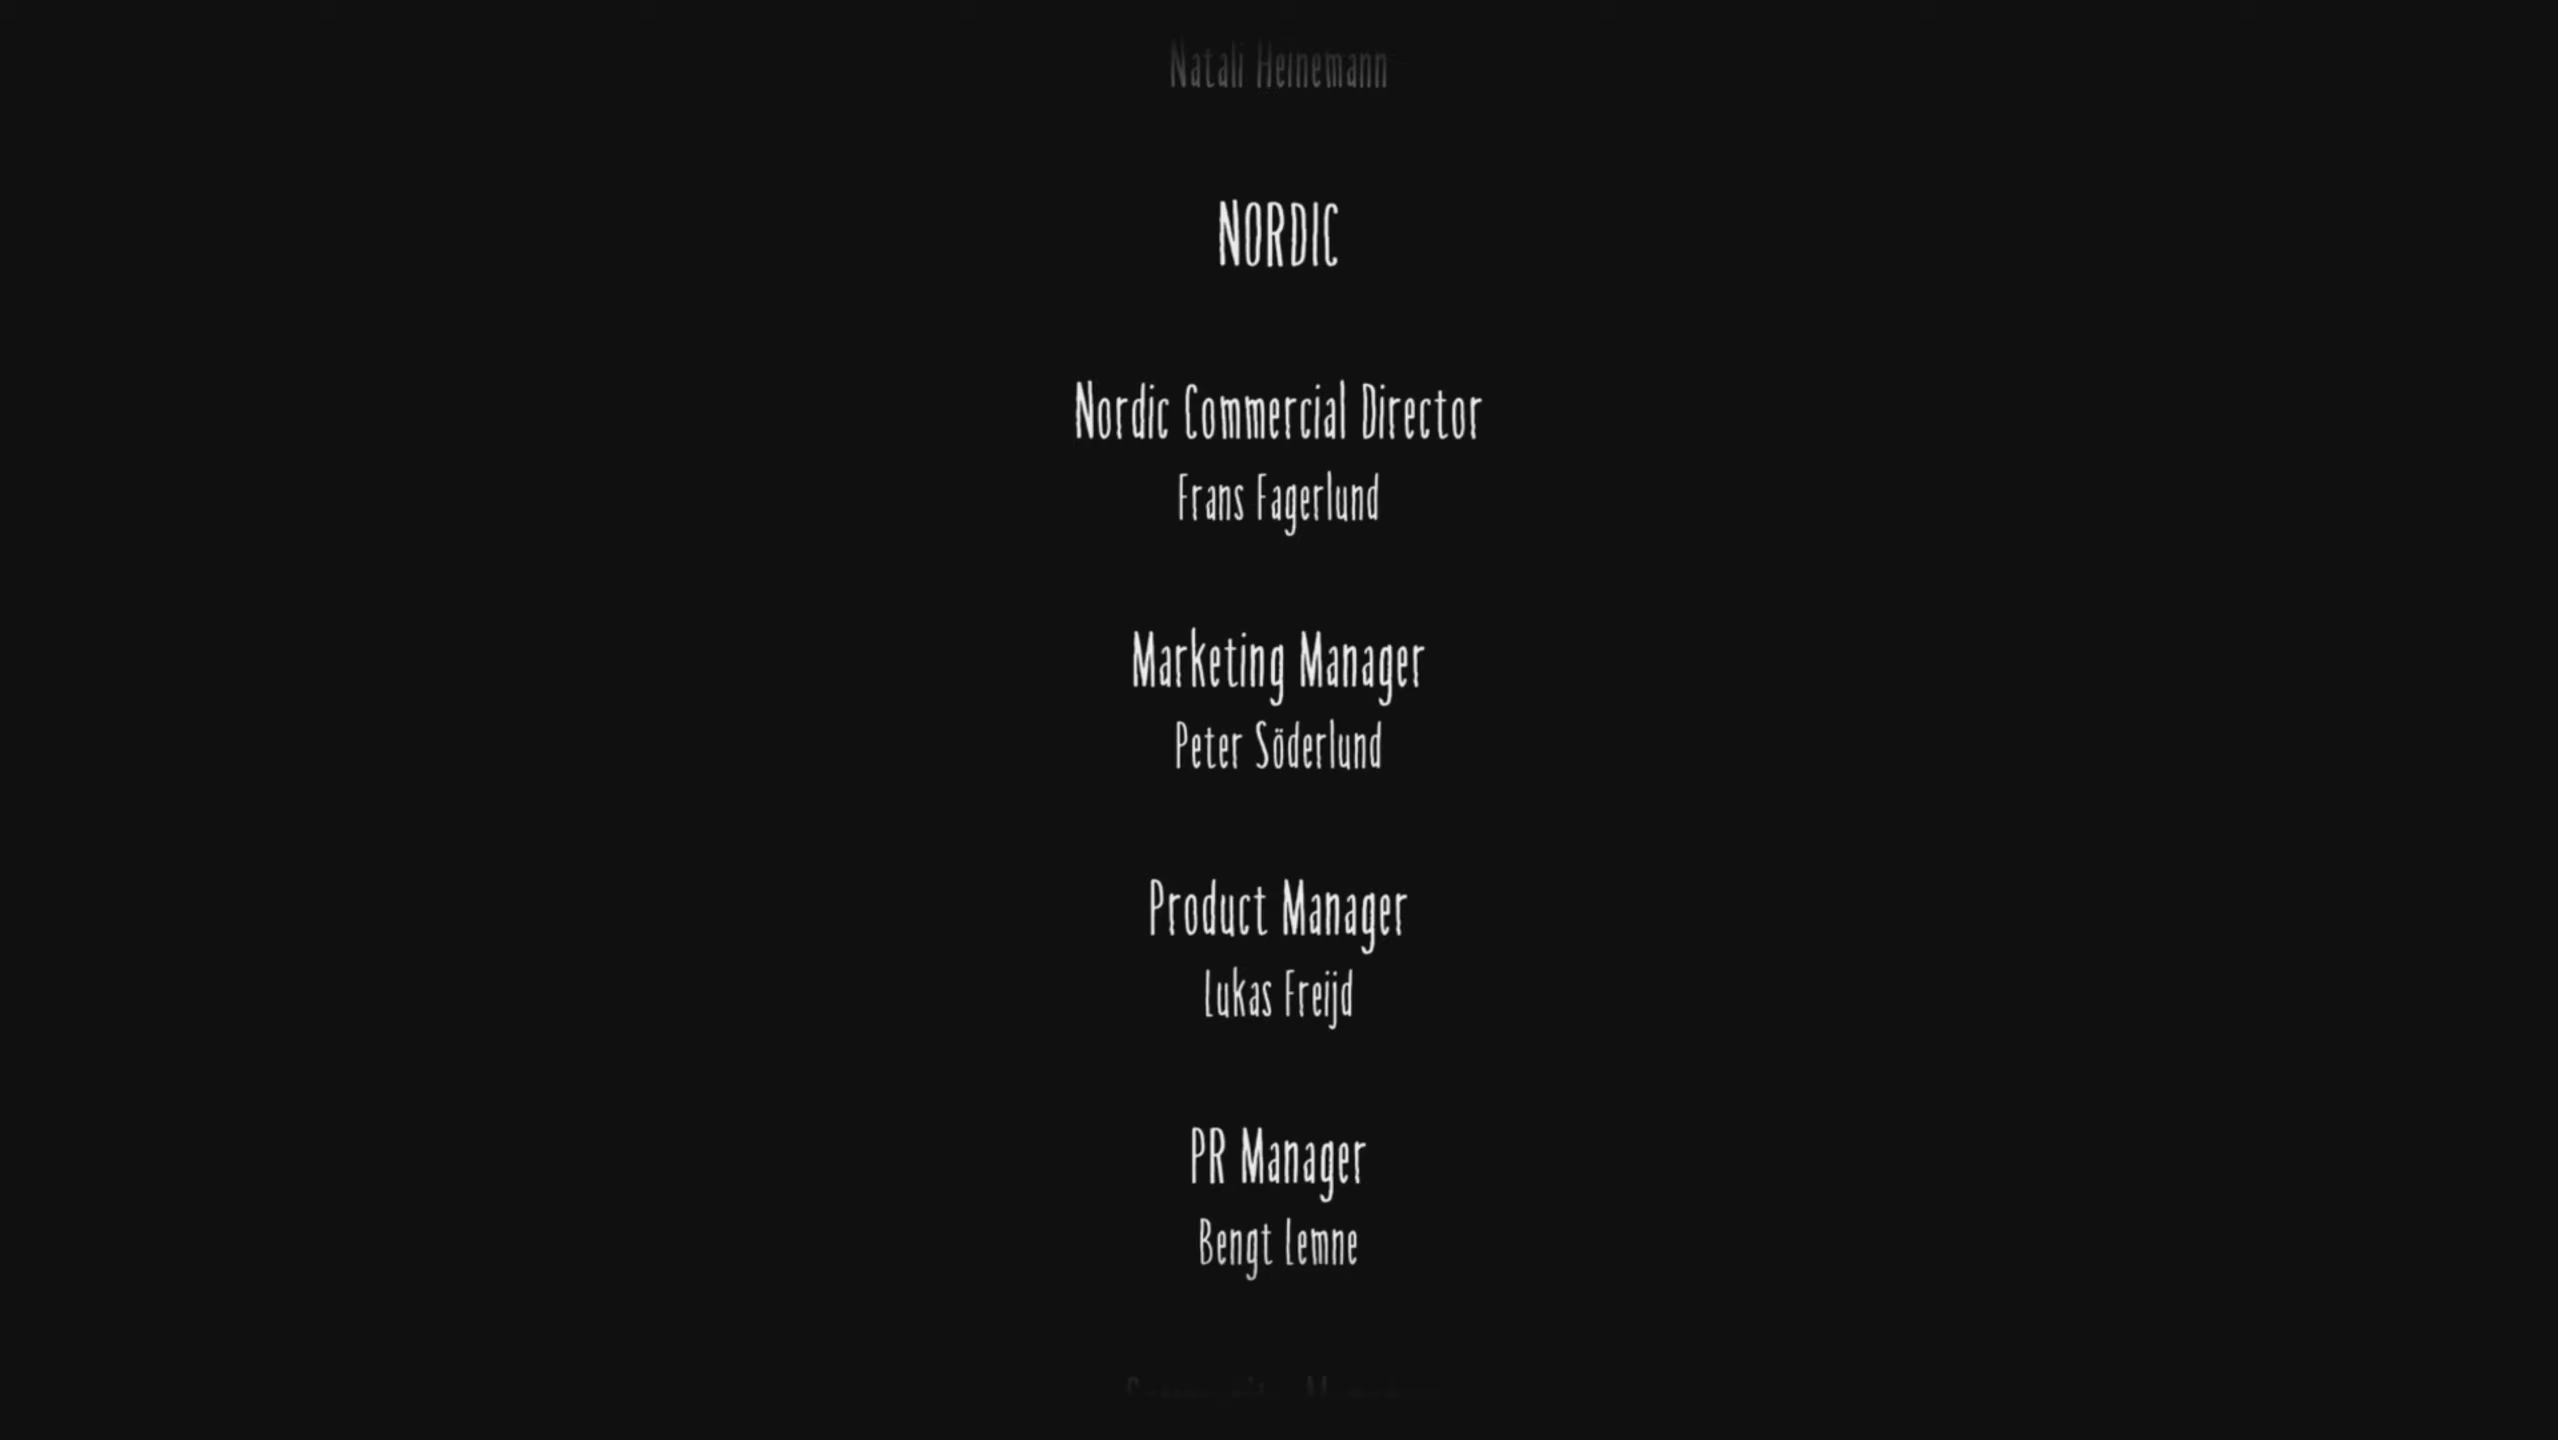 Natali Heinemann
NORDIC
Nordic Commercial Director
Frans Fagerlund
Marketing Manager
Peter Söderlund
Product Manager
Lukas Freijd
PR Manager
Bengt Lemne